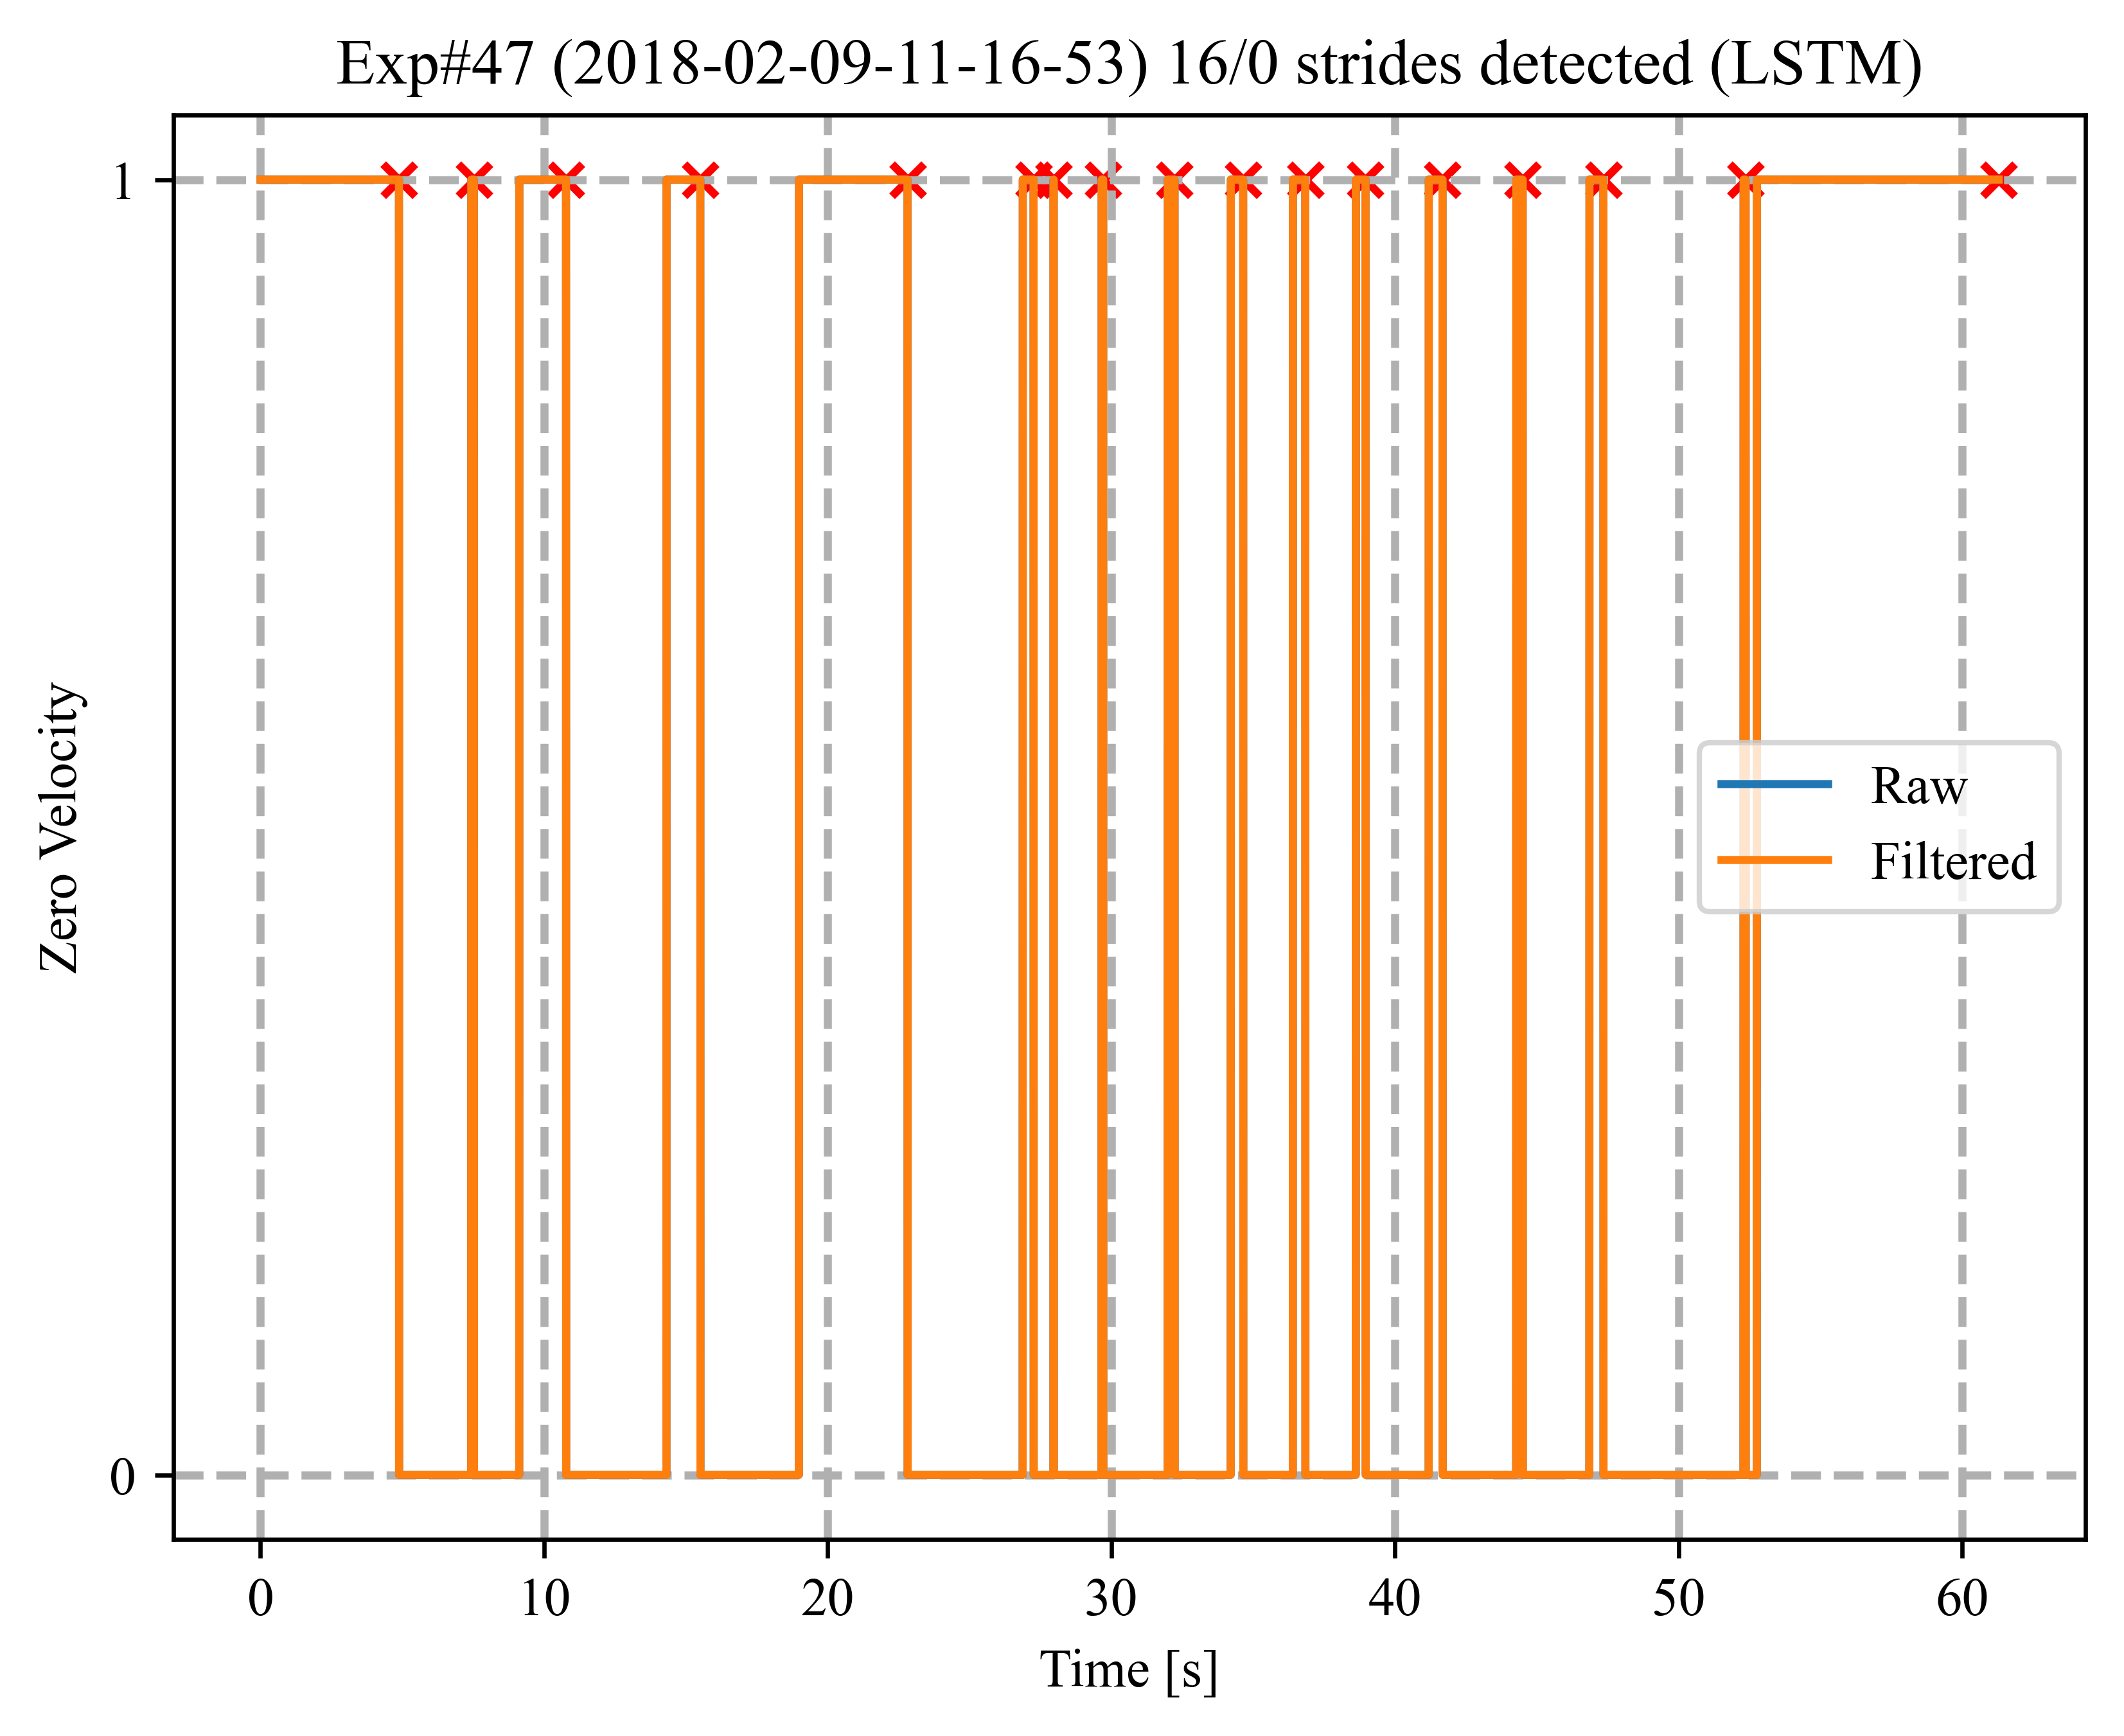 Exp#47 (2018-02-09-11-16-53) 16/0 strides detected (LSTM)
1
Zero Velocity
Raw
Filtered
0
0 10 20 30 40 50 60
Time [s]